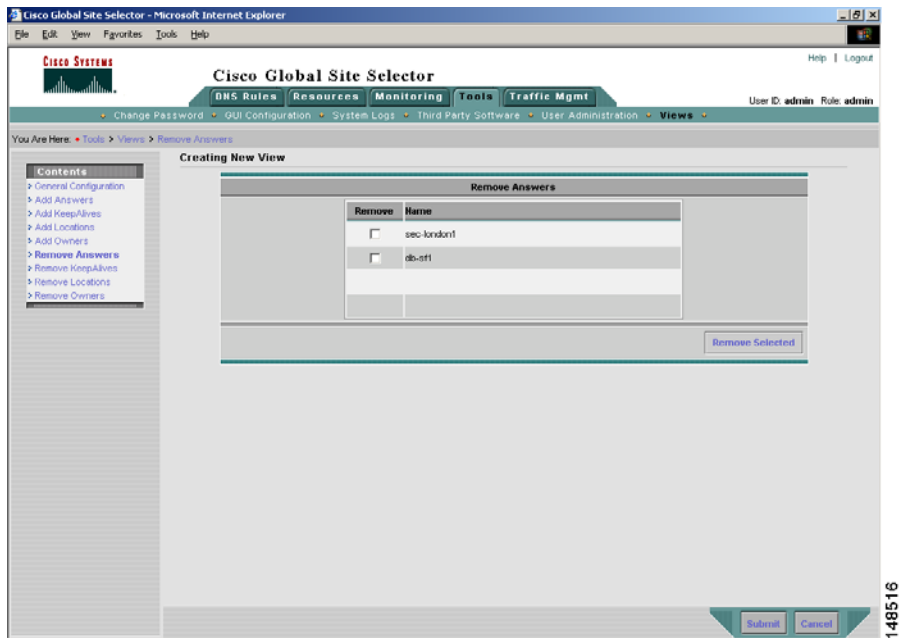 Cisco Global Site Selector - Microsoft Internet Explorer
File Edit View Favorites Tools Help
CISCO SYSTEMS
Help | Logout
Cisco Global Site Selector
DNS Rules Resources Monitoring Tools Traffic Mgmt
User ID: admin Role: admin
Change Password GUI Configuration System Logs Third Party Software User Administration Views
You Are Here: Tools > Views > Remove Answers
Creating New View
Contents
> General Configuration
> Add Answers
> Add KeepAlives
> Add Locations
> Add Owners
> Remove Answers
> Remove KeepAlives
> Remove Locations
> Remove Owners
Remove Answers
Remove Name
sec-london1
db-sf1
Remove Selected
Submit Cancel
148516